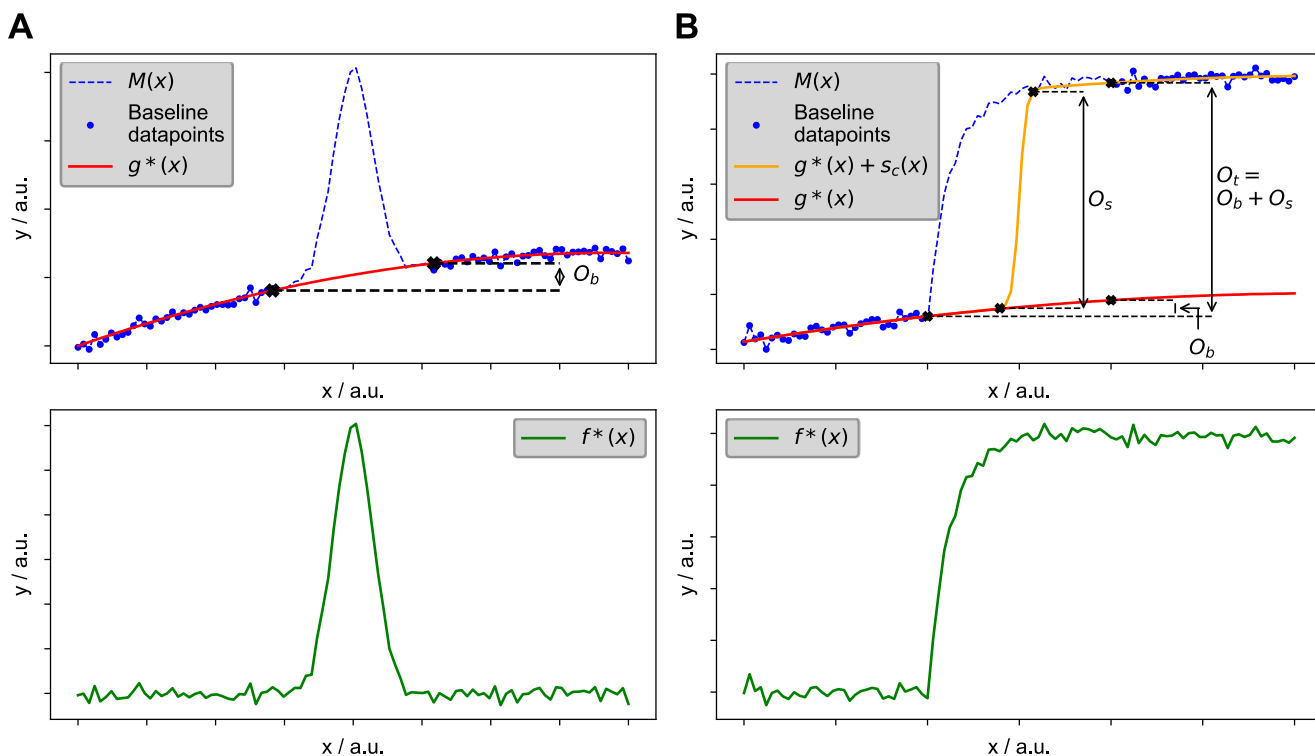 A
M(x)
Baseline
datapoints
g*(x)
O_b
y / a.u.
x / a.u.
B
M(x)
Baseline
datapoints
g*(x) + s_c(x)
g*(x)
O_s
O_t =
O_b + O_s
O_b
y / a.u.
x / a.u.
f*(x)
y / a.u.
x / a.u.
f*(x)
y / a.u.
x / a.u.